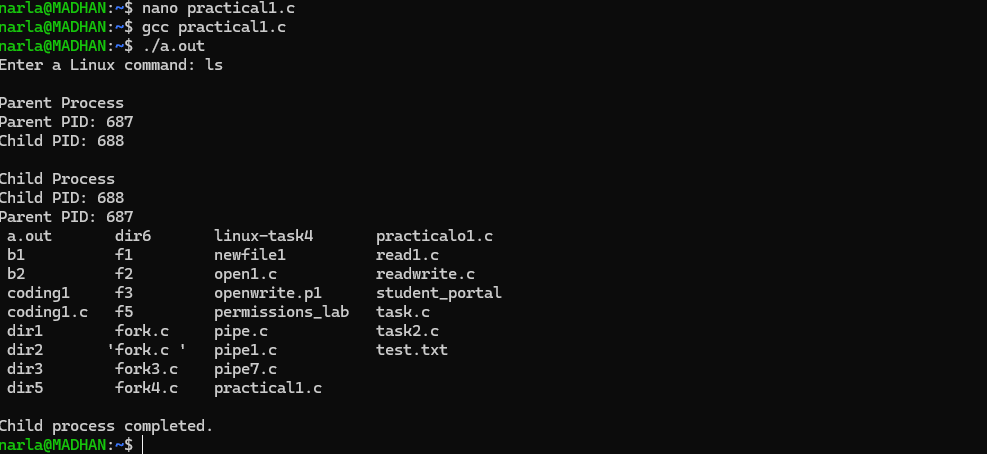 narla@MADHAN:~$ nano practical1.c
narla@MADHAN:~$ gcc practical1.c
narla@MADHAN:~$ ./a.out
Enter a Linux command: ls

Parent Process
Parent PID: 687
Child PID: 688

Child Process
Child PID: 688
Parent PID: 687
 a.out       dir6       linux-task4       practicalo1.c
 b1          f1         newfile1          read1.c
 b2          f2         open1.c           readwrite.c
 coding1     f3         openwrite.p1      student_portal
 coding1.c   f5         permissions_lab   task.c
 dir1        fork.c     pipe.c            task2.c
 dir2       'fork.c '   pipe1.c           test.txt
 dir3        fork3.c    pipe7.c
 dir5        fork4.c    practical1.c

Child process completed.
narla@MADHAN:~$